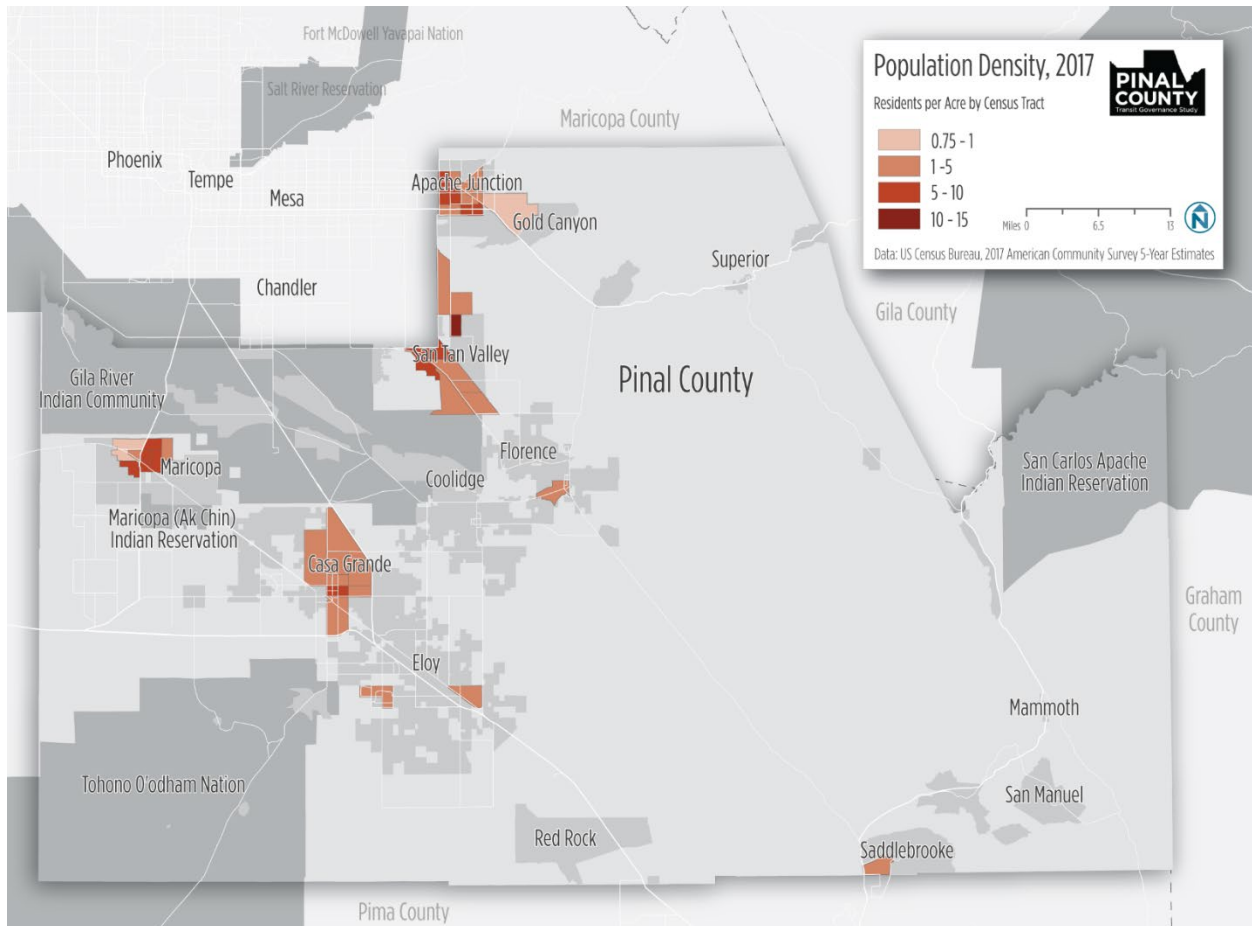 Fort McDowell Yavapai Nation
Salt River Reservation
Maricopa County
Phoenix
Tempe
Mesa
Apache Junction
Gold Canyon
Superior
Chandler
Gila County
San Tan Valley
Pinal County
Gila River
Indian Community
Maricopa
Florence
Coolidge
San Carlos Apache
Indian Reservation
Maricopa (Ak Chin)
Indian Reservation
Casa Grande
Graham
County
Eloy
Mammoth
Tohono O'odham Nation
San Manuel
Red Rock
Saddlebrooke
Pima County
Population Density, 2017
PINAL
COUNTY
Transit Governance Study
Residents per Acre by Census Tract
0.75 - 1
1 -5
5 - 10
10 - 15
Miles 0 6.5 13
N
Data: US Census Bureau, 2017 American Community Survey 5-Year Estimates